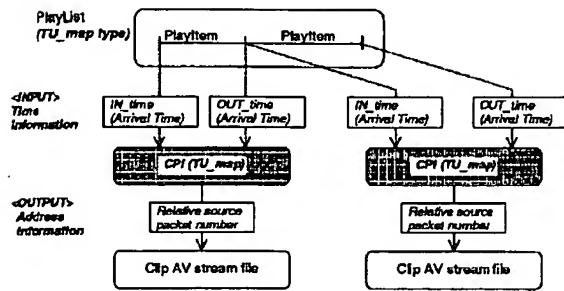 PlayList
(TU_map type)
PlayItem
PlayItem
<INPUT>
Time
information
IN_time
(Arrival Time)
OUT_time
(Arrival Time)
IN_time
(Arrival Time)
OUT_time
(Arrival Time)
CPI (TU_map)
CPI (TU_map)
<OUTPUT>
Address
Information
Relative source
packet number
Relative source
packet number
Clip AV stream file
Clip AV stream file